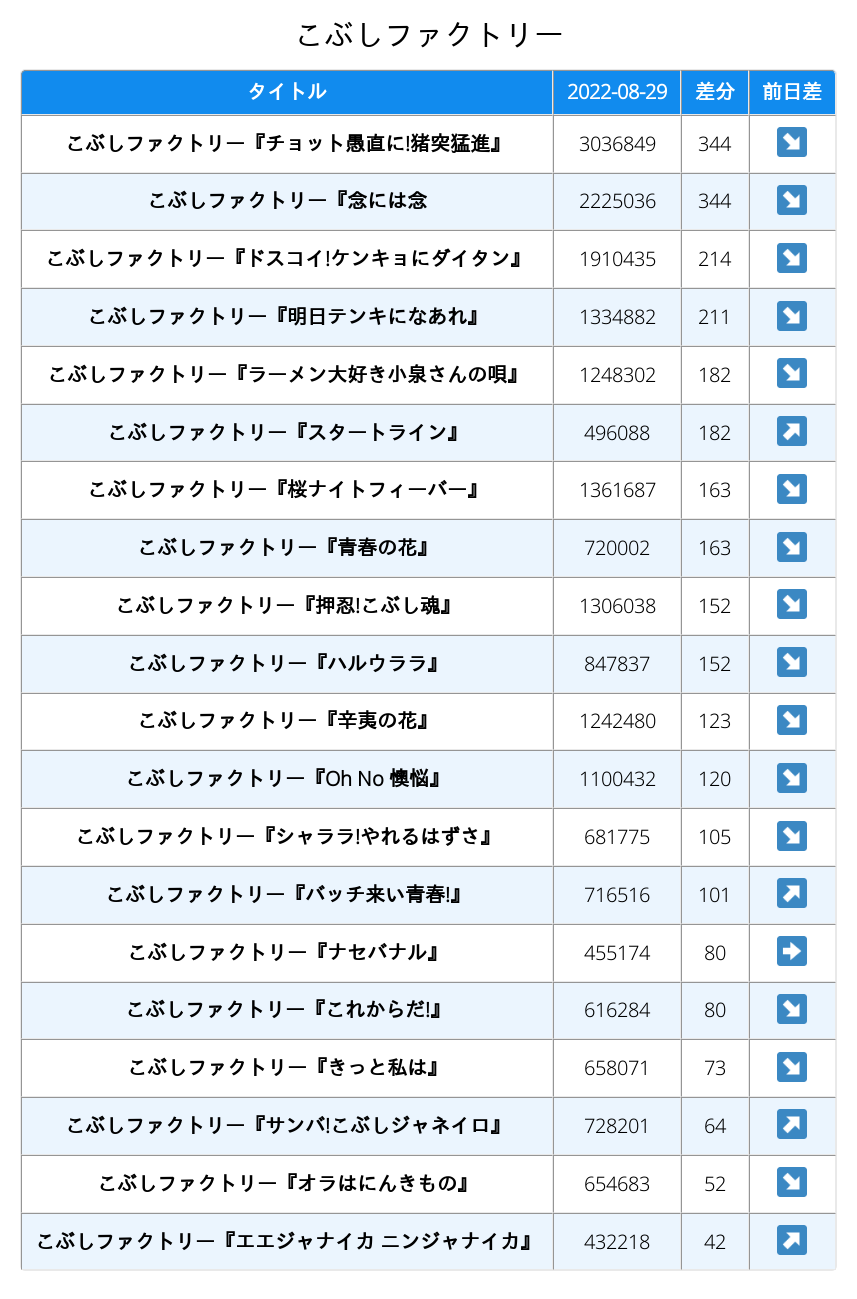 こぶしファクトリー
タイトル 2022-08-29 差分 前日差
こぶしファクトリー『チョット愚直に!猪突猛進』 3036849 344 ↘
こぶしファクトリー『念には念 2225036 344 ↘
こぶしファクトリー『ドスコイ!ケンキョにダイタン』 1910435 214 ↘
こぶしファクトリー『明日テンキになあれ』 1334882 211 ↘
こぶしファクトリー『ラーメン大好き小泉さんの唄』 1248302 182 ↘
こぶしファクトリー『スタートライン』 496088 182 ↗
こぶしファクトリー『桜ナイトフィーバー』 1361687 163 ↘
こぶしファクトリー『青春の花』 720002 163 ↘
こぶしファクトリー『押忍!こぶし魂』 1306038 152 ↘
こぶしファクトリー『ハルウララ』 847837 152 ↘
こぶしファクトリー『辛夷の花』 1242480 123 ↘
こぶしファクトリー『Oh No 懊悩』 1100432 120 ↘
こぶしファクトリー『シャララ!やれるはずさ』 681775 105 ↘
こぶしファクトリー『バッチ来い青春!』 716516 101 ↗
こぶしファクトリー『ナセバナル』 455174 80 ➡
こぶしファクトリー『これからだ!』 616284 80 ↘
こぶしファクトリー『きっと私は』 658071 73 ↘
こぶしファクトリー『サンバ!こぶしジャネイロ』 728201 64 ↗
こぶしファクトリー『オラはにんきもの』 654683 52 ↘
こぶしファクトリー『エエジャナイカ ニンジャナイカ』 432218 42 ↗